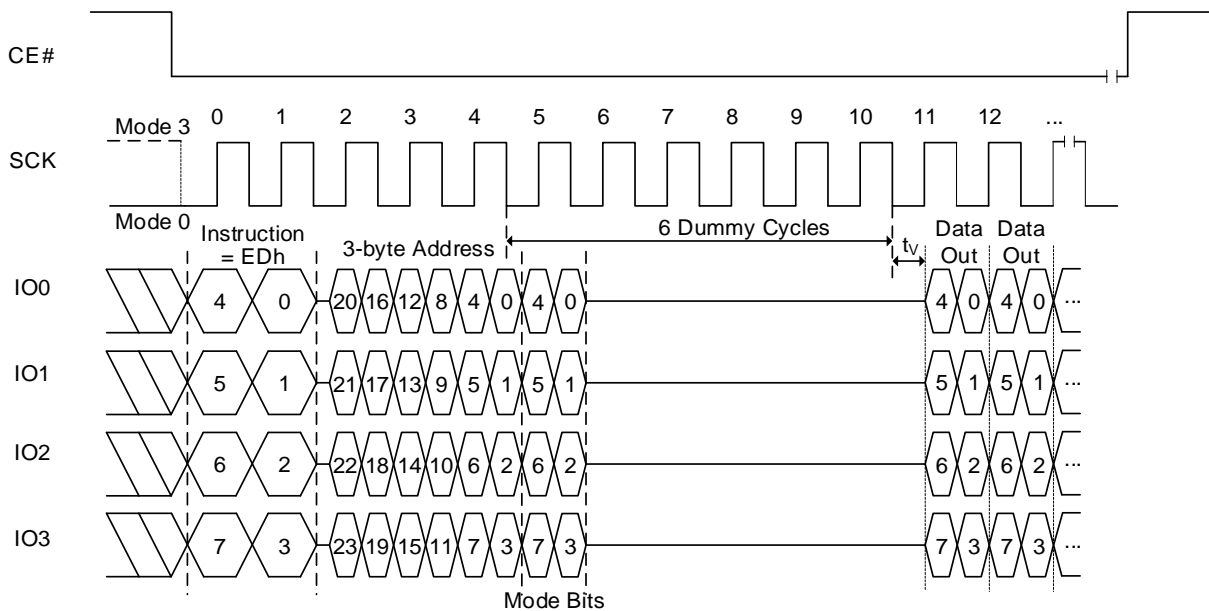 CE#
0 1 2 3 4 5 6 7 8 9 10 11 12 ...
Mode 3
SCK
Mode 0
Instruction
= EDh
3-byte Address
6 Dummy Cycles
tV
Data
Out
Data
Out
IO0 4 0 20 16 12 8 4 0 4 0 4 0 4 0 ...
IO1 5 1 21 17 13 9 5 1 5 1 5 1 5 1 ...
IO2 6 2 22 18 14 10 6 2 6 2 6 2 6 2 ...
IO3 7 3 23 19 15 11 7 3 7 3 7 3 7 3 ...
Mode Bits